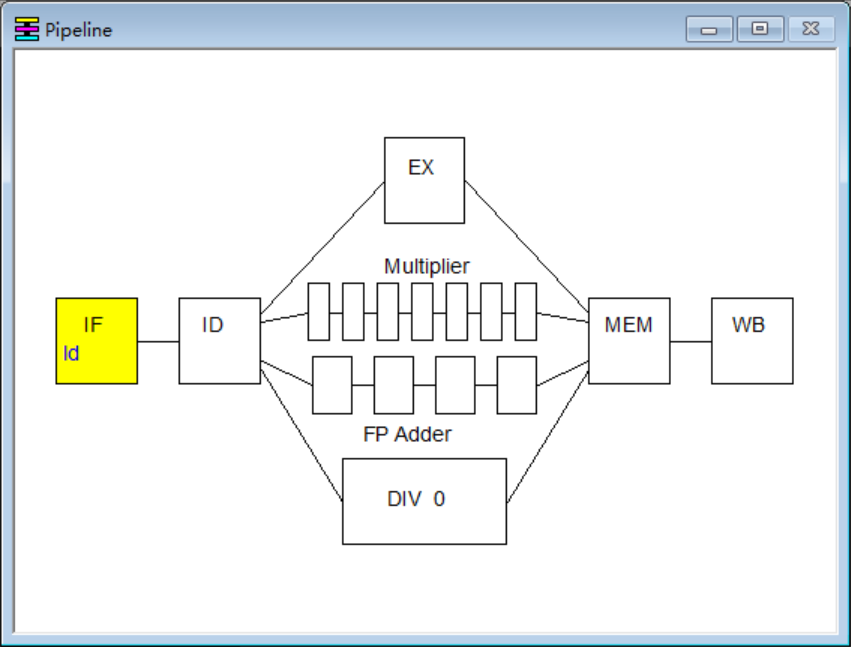 Pipeline
EX
Multiplier
IF
ld
ID
MEM
WB
FP Adder
DIV 0